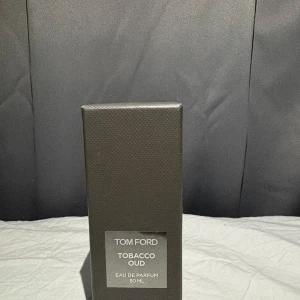 TOM FORD
TOBACCO
OUD
EAU DE PARFUM
50 ML